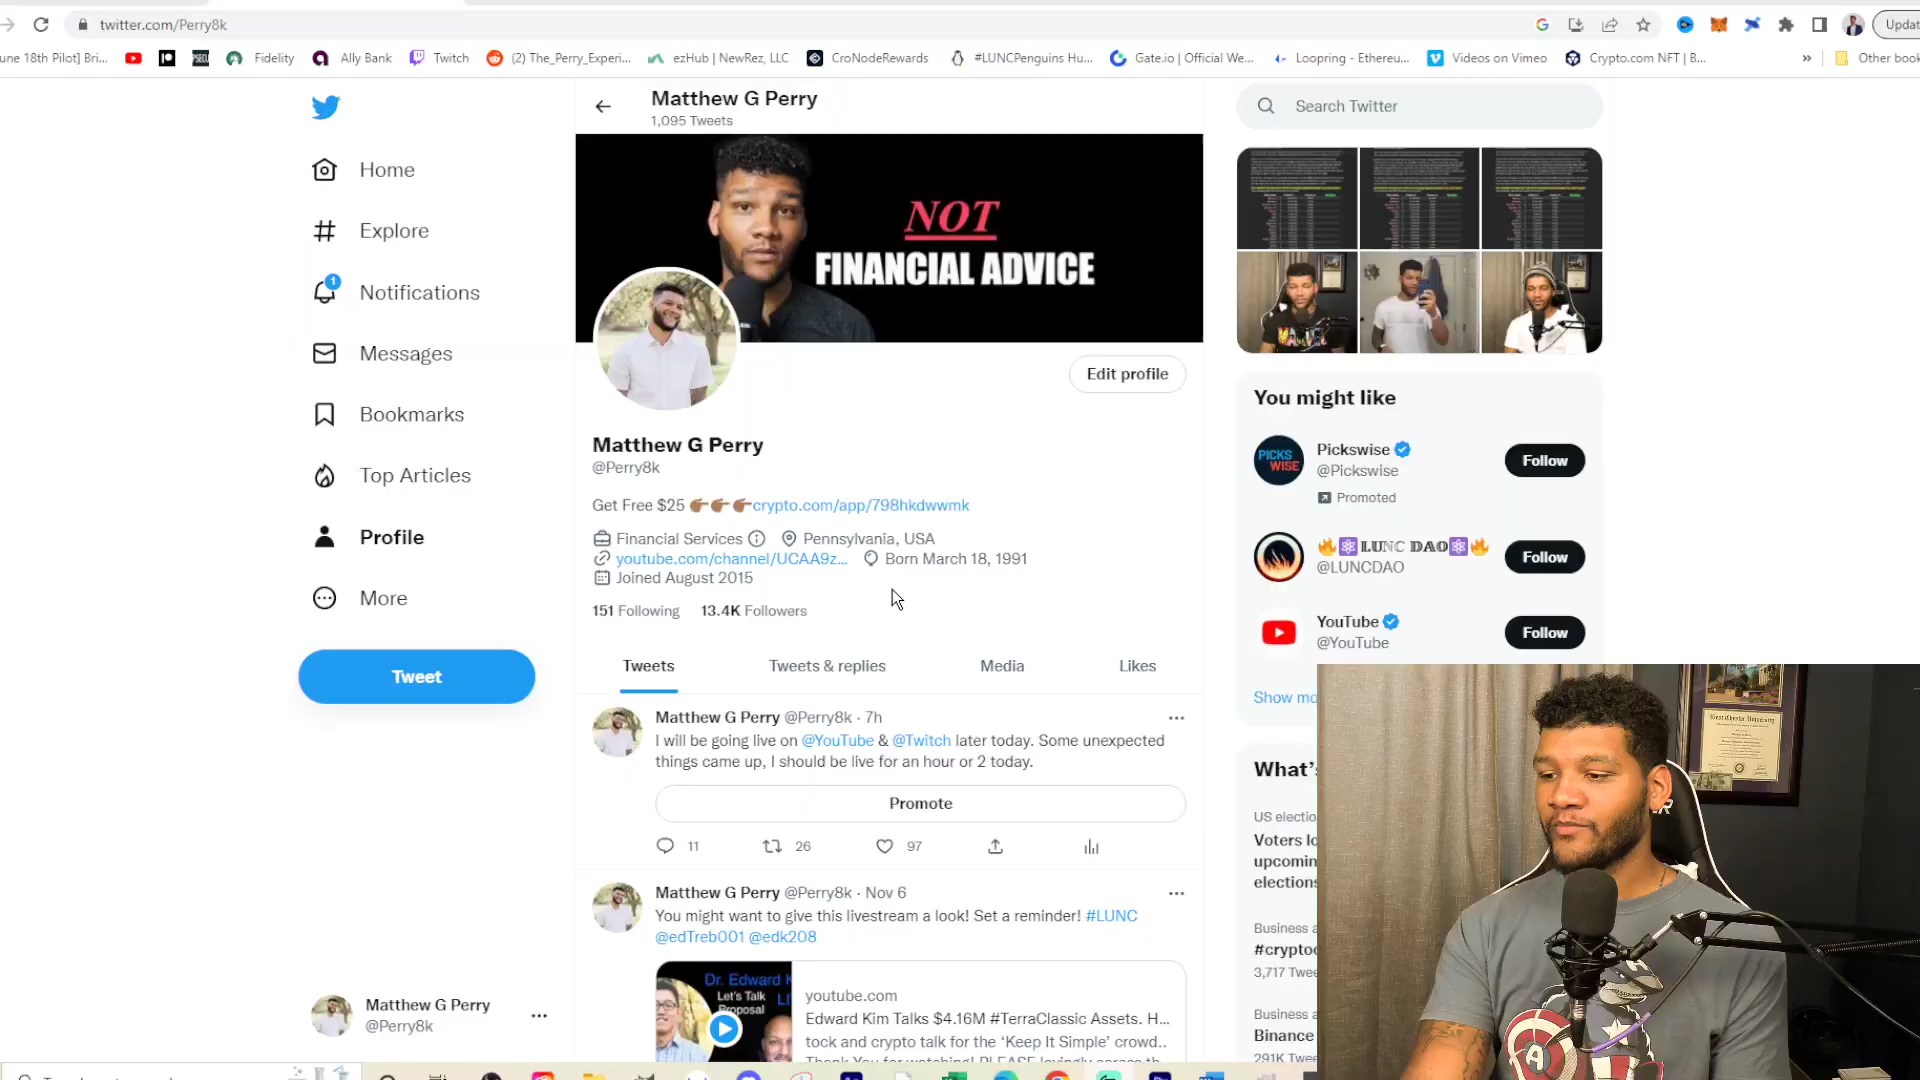 twitter.com/Perry8k
Updat
une 18th Pilot] Bri...
Fidelity
Ally Bank
Twitch
(2) The_Perry_Experi...
ezHub | NewRez, LLC
CroNodeRewards
#LUNCPenguins Hu...
Gate.io | Official We...
Loopring - Ethereu...
Videos on Vimeo
Crypto.com NFT | B...
»
Other book
Matthew G Perry
1,095 Tweets
Search Twitter
Home
Explore
1
Notifications
Messages
Bookmarks
Top Articles
Profile
More
Tweet
NOT
FINANCIAL ADVICE
Edit profile
Matthew G Perry
@Perry8k
Get Free $25 👉🏾👉🏾👉🏾crypto.com/app/798hkdwwmk
Financial Services
Pennsylvania, USA
youtube.com/channel/UCAA9z...
Born March 18, 1991
Joined August 2015
151 Following 13.4K Followers
Tweets
Tweets & replies
Media
Likes
Matthew G Perry @Perry8k · 7h
I will be going live on @YouTube & @Twitch later today. Some unexpected
things came up, I should be live for an hour or 2 today.
Promote
11
26
97
Matthew G Perry @Perry8k · Nov 6
You might want to give this livestream a look! Set a reminder! #LUNC
@edTreb001 @edk208
Dr. Edward K
Let's Talk
Proposal
LI
youtube.com
Edward Kim Talks $4.16M #TerraClassic Assets. H...
tock and crypto talk for the 'Keep It Simple' crowd..
Thank You for watching! PLEASE
You might like
PICKS
WISE
Pickswise
@Pickswise
Promoted
Follow
🔥⚛LUNC DAO⚛🔥
@LUNCDAO
Follow
YouTube
@YouTube
Follow
Show mo
What's
US electio
Voters lo
upcomin
elections
Business a
#cryptoc
3,717 Twee
Business a
Binance
291K Twee
West Chester University
Matthew G Perry
@Perry8k